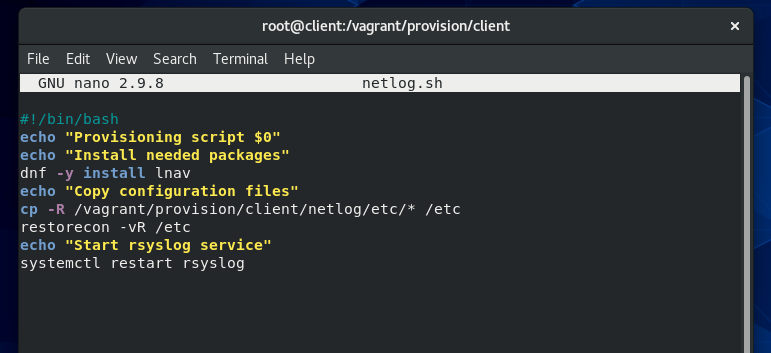 root@client:/vagrant/provision/client
File Edit View Search Terminal Help
GNU nano 2.9.8 netlog.sh
#!/bin/bash
echo "Provisioning script $0"
echo "Install needed packages"
dnf -y install lnav
echo "Copy configuration files"
cp -R /vagrant/provision/client/netlog/etc/* /etc
restorecon -vR /etc
echo "Start rsyslog service"
systemctl restart rsyslog